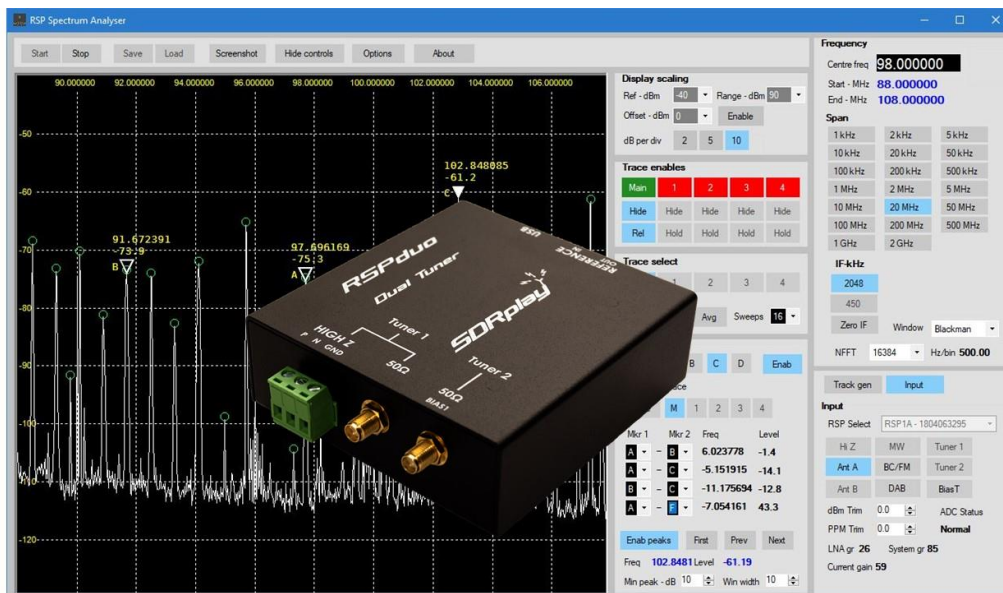 RSP Spectrum Analyser
Start Stop Save Load Screenshot Hide controls Options About
90.000000 92.000000 94.000000 96.000000 98.000000 100.000000 102.000000 104.000000 106.000000
-50
-60
-70
-80
-90
-100
-110
-120
91.672391
-73.9
B
97.696169
-75.3
A
102.848085
-61.2
C
RSPduo
Dual Tuner
SDRplay
USB
REFERENCE
OUT IN
HIGH Z
P N GND
Tuner 1
50Ω
Tuner 2
50Ω
BIAS T
Display scaling
Ref - dBm -40 Range - dBm 90
Offset - dBm 0 Enable
dB per div 2 5 10
Trace enables
Main 1 2 3 4
Hide Hide Hide Hide Hide
Rel Hold Hold Hold Hold
Trace select
1 2 3 4
Avg Sweeps 16
B C D Enab
M 1 2 3 4
Mkr 1 Mkr 2 Freq Level
A - B 6.023778 -1.4
A - C -5.151915 -14.1
B - C -11.175694 -12.8
A - F -7.054161 43.3
Enab peaks First Prev Next
Freq 102.8481 Level -61.19
Min peak - dB 10 Win width 10
Frequency
Centre freq 98.000000
Start - MHz 88.000000
End - MHz 108.000000
Span
1 kHz 2 kHz 5 kHz
10 kHz 20 kHz 50 kHz
100 kHz 200 kHz 500 kHz
1 MHz 2 MHz 5 MHz
10 MHz 20 MHz 50 MHz
100 MHz 200 MHz 500 MHz
1 GHz 2 GHz
IF-kHz
2048
450
Zero IF Window Blackman
NFFT 16384 Hz/bin 500.00
Track gen Input
Input
RSP Select RSP1A - 1804063295
Hi Z MW Tuner 1
Ant A BC/FM Tuner 2
Ant B DAB BiasT
dBm Trim 0.0 ADC Status
PPM Trim 0.0 Normal
LNA gr 26 System gr 85
Current gain 59